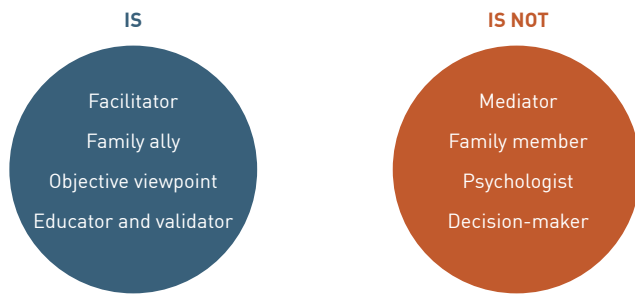 IS
Facilitator
Family ally
Objective viewpoint
Educator and validator
IS NOT
Mediator
Family member
Psychologist
Decision-maker